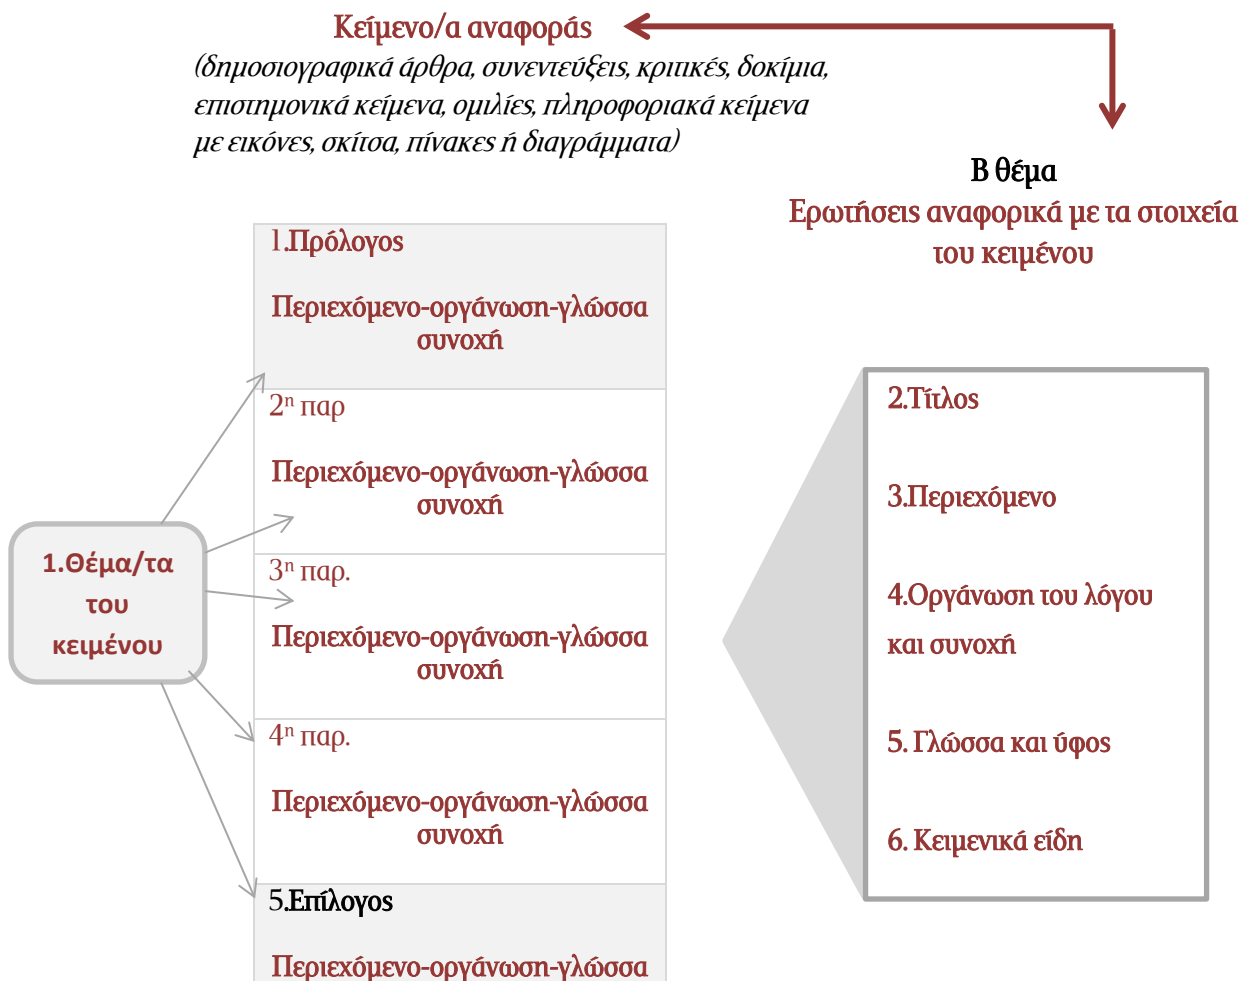 Κείμενο/α αναφοράς
(δημοσιογραφικά άρθρα, συνεντεύξεις, κριτικές, δοκίμια,
επιστημονικά κείμενα, ομιλίες, πληροφοριακά κείμενα
με εικόνες, σκίτσα, πίνακες ή διαγράμματα)
Β θέμα
Ερωτήσεις αναφορικά με τα στοιχεία
του κειμένου
1.Πρόλογος
Περιεχόμενο-οργάνωση-γλώσσα
συνοχή
2η παρ
Περιεχόμενο-οργάνωση-γλώσσα
συνοχή
3η παρ.
Περιεχόμενο-οργάνωση-γλώσσα
συνοχή
4η παρ.
Περιεχόμενο-οργάνωση-γλώσσα
συνοχή
5.Επίλογος
Περιεχόμενο-οργάνωση-γλώσσα
1.Θέμα/τα
του
κειμένου
2.Τίτλος
3.Περιεχόμενο
4.Οργάνωση του λόγου
και συνοχή
5. Γλώσσα και ύφος
6. Κειμενικά είδη